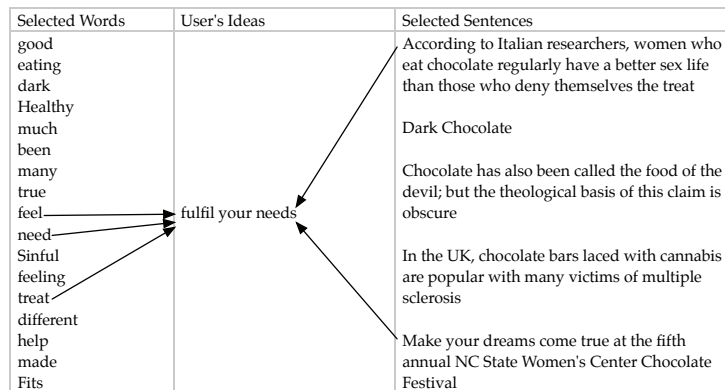 Selected Words
User's Ideas
Selected Sentences
good
eating
dark
Healthy
much
been
many
true
feel
need
Sinful
feeling
treat
different
help
made
Fits
fulfil your needs
According to Italian researchers, women who
eat chocolate regularly have a better sex life
than those who deny themselves the treat
Dark Chocolate
Chocolate has also been called the food of the
devil; but the theological basis of this claim is
obscure
In the UK, chocolate bars laced with cannabis
are popular with many victims of multiple
sclerosis
Make your dreams come true at the fifth
annual NC State Women's Center Chocolate
Festival